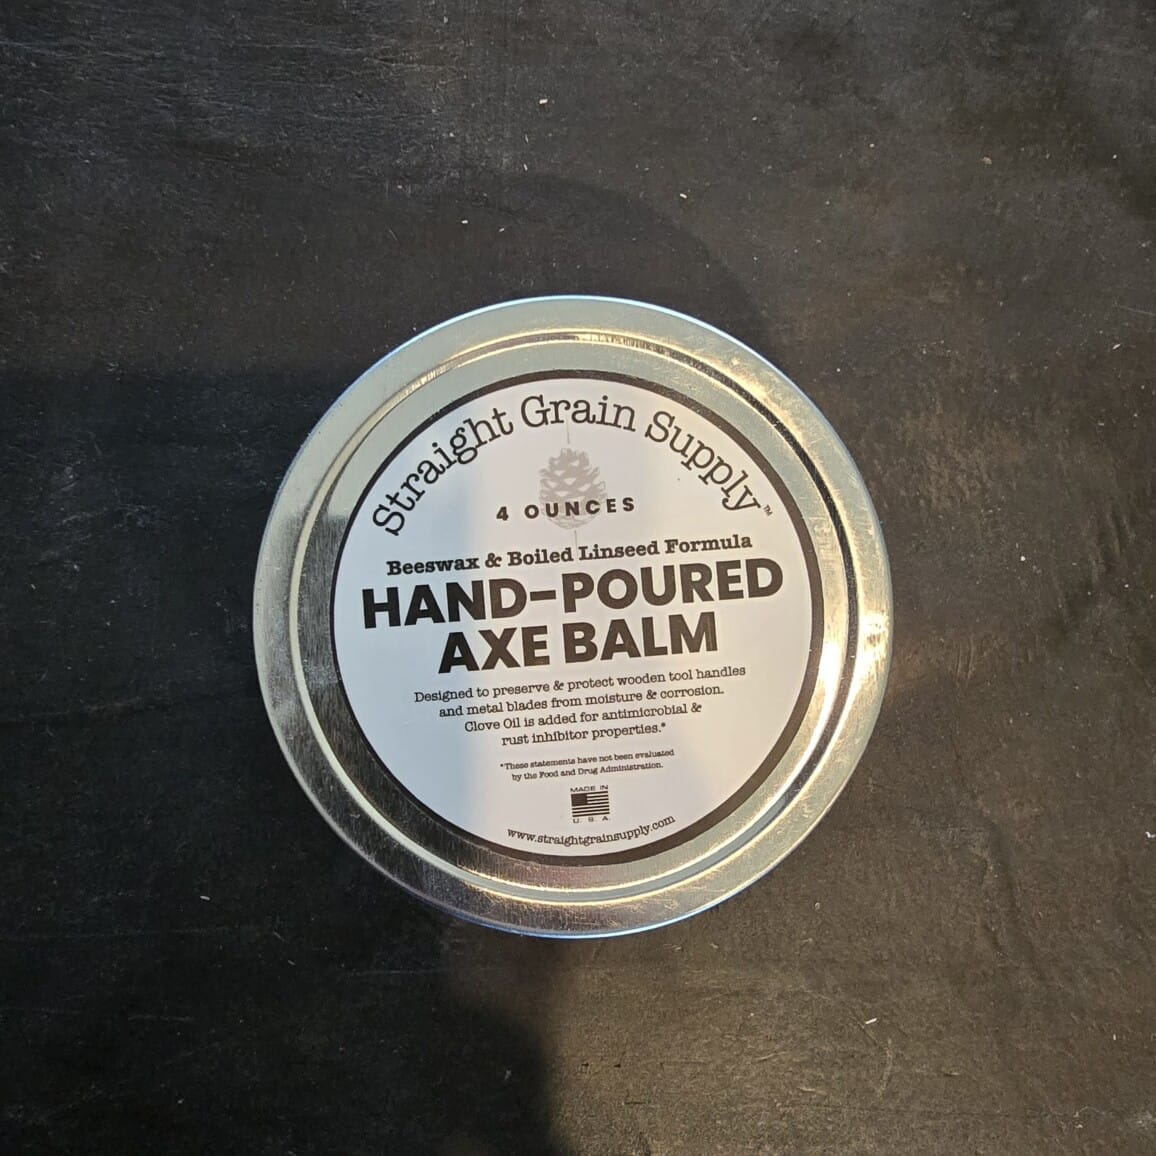 Straight Grain Supply™
4 OUNCES
Beeswax & Boiled Linseed Formula
HAND-POURED
AXE BALM
Designed to preserve & protect wooden tool handles
and metal blades from moisture & corrosion.
Clove Oil is added for antimicrobial &
rust inhibitor properties.*
*These statements have not been evaluated
by the Food and Drug Administration.
MADE IN
U. S. A.
www.straightgrainsupply.com